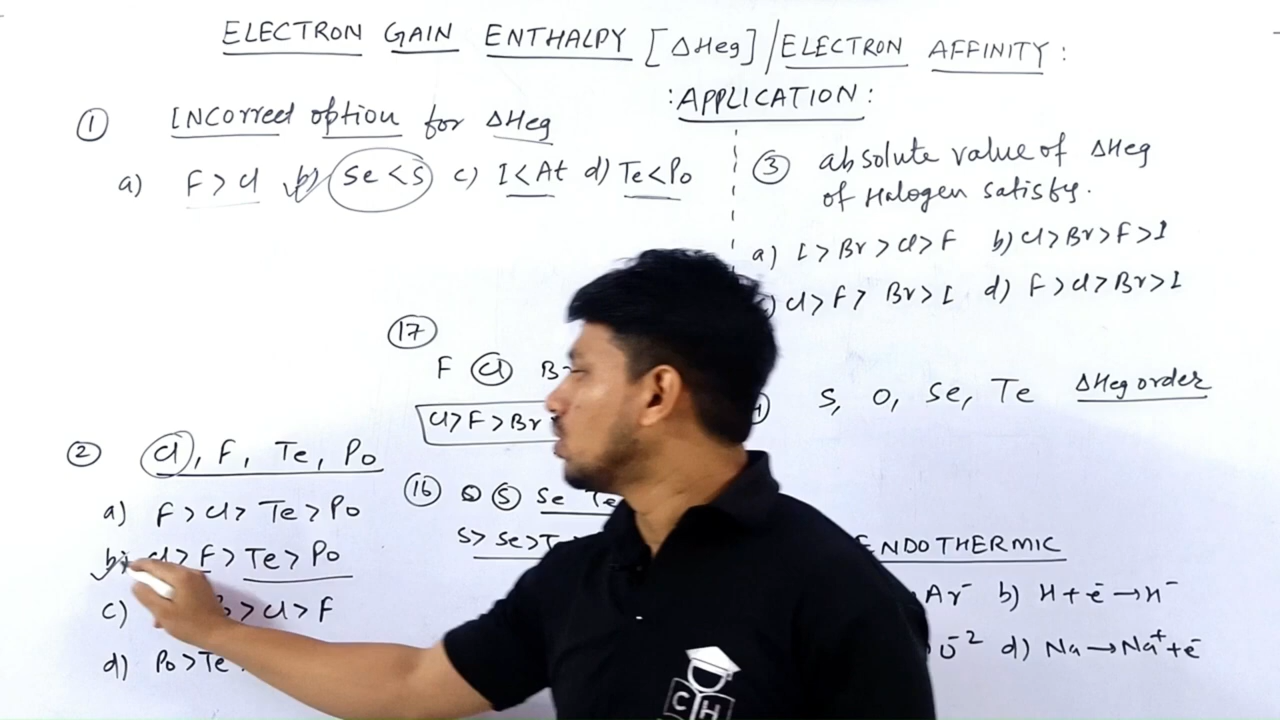 ELECTRON GAIN ENTHALPY [ΔHeg] / ELECTRON AFFINITY :
: APPLICATION :
① INCorrect option for ΔHeg
a) F > Cl b) Se < S c) I < At d) Te < Po
③ absolute value of ΔHeg
of Halogen satisfy.
a) I > Br > Cl > F b) Cl > Br > F > I
) Cl > F > Br > I d) F > Cl > Br > I
⑰
F Cl
Cl > F > Br
S, O, Se, Te ΔHeg order
② Cl, F, Te, Po
a) F > Cl > Te > Po
b) Cl > F > Te > Po
c) > Cl > F
d) Po > Te
⑯ S Se Te
S > Se > T
ENDOTHERMIC
Ar⁻ b) H + e⁻ → H⁻
d) Na → Na⁺ + e⁻
C H